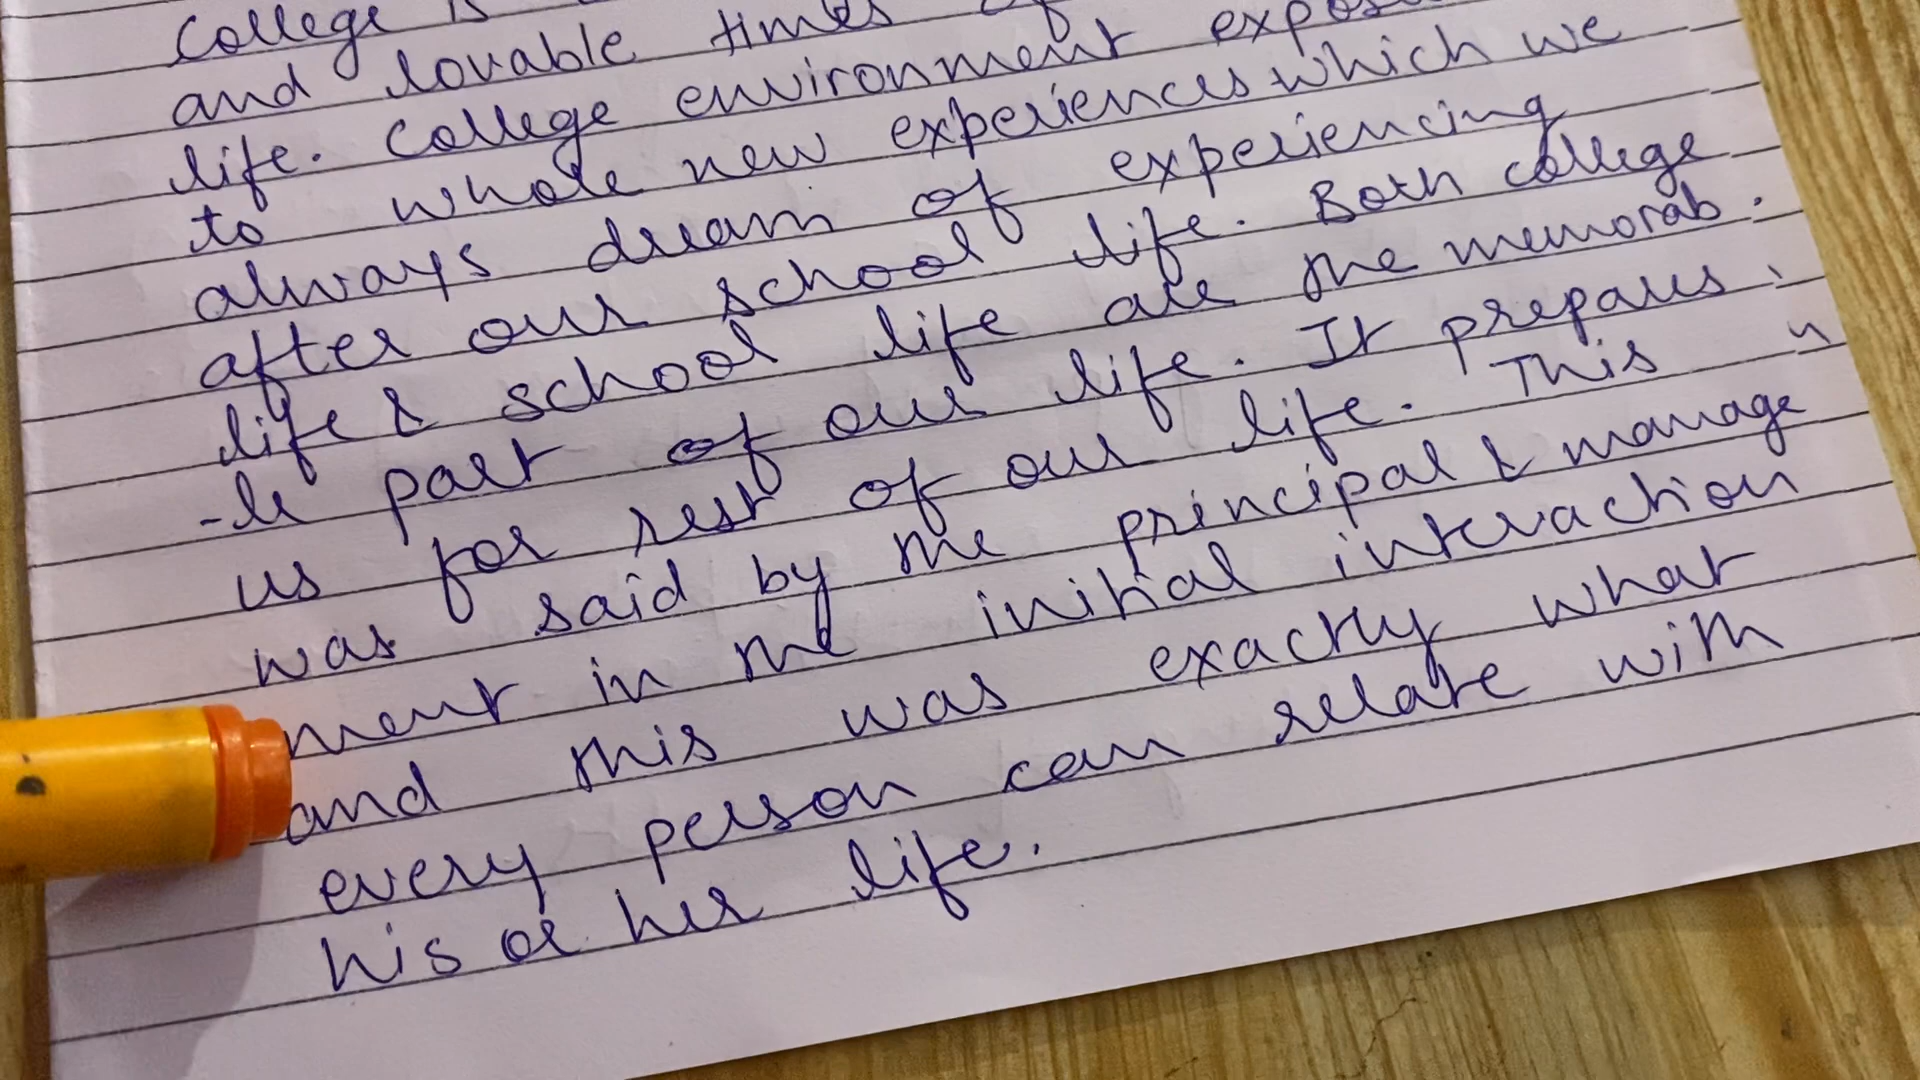 College is
and lovable times
life. College environment
to whole new experiences which we
always dream of experiencing
after our school life. Both college
life & school life are the memorab.
-le part of our life. It prepares
us for rest of our life. This
was said by the principal & manage
ment in the initial interaction
and this was exactly what
every person can relate with
his or her life.